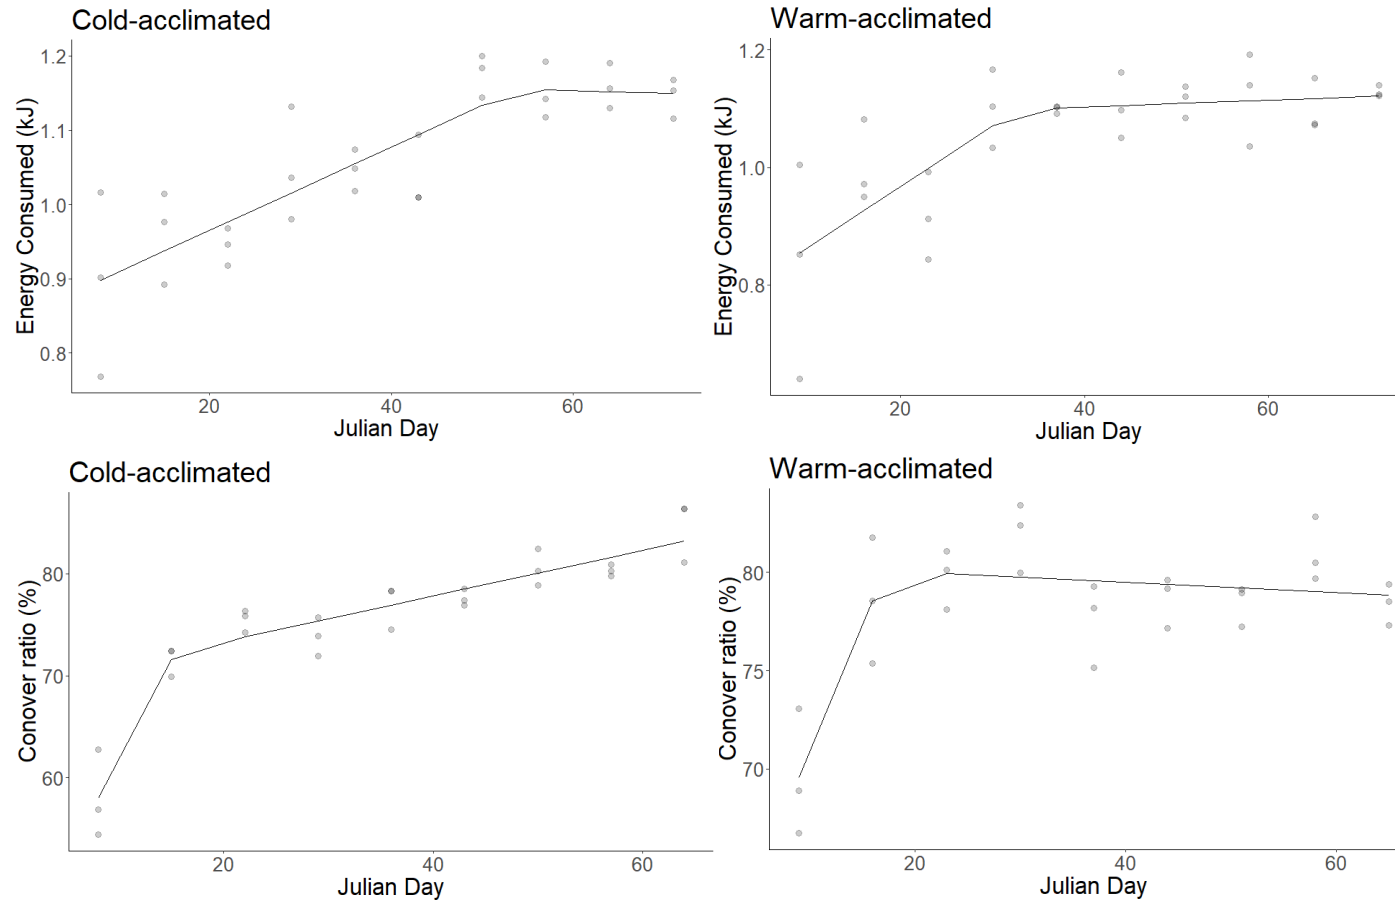 Cold-acclimated
Energy Consumed (kJ)
1.2
1.1
1.0
0.9
0.8
20
40
60
Julian Day
Warm-acclimated
Energy Consumed (kJ)
1.2
1.0
0.8
20
40
60
Julian Day
Cold-acclimated
Conover ratio (%)
80
70
60
20
40
60
Julian Day
Warm-acclimated
Conover ratio (%)
80
75
70
20
40
60
Julian Day